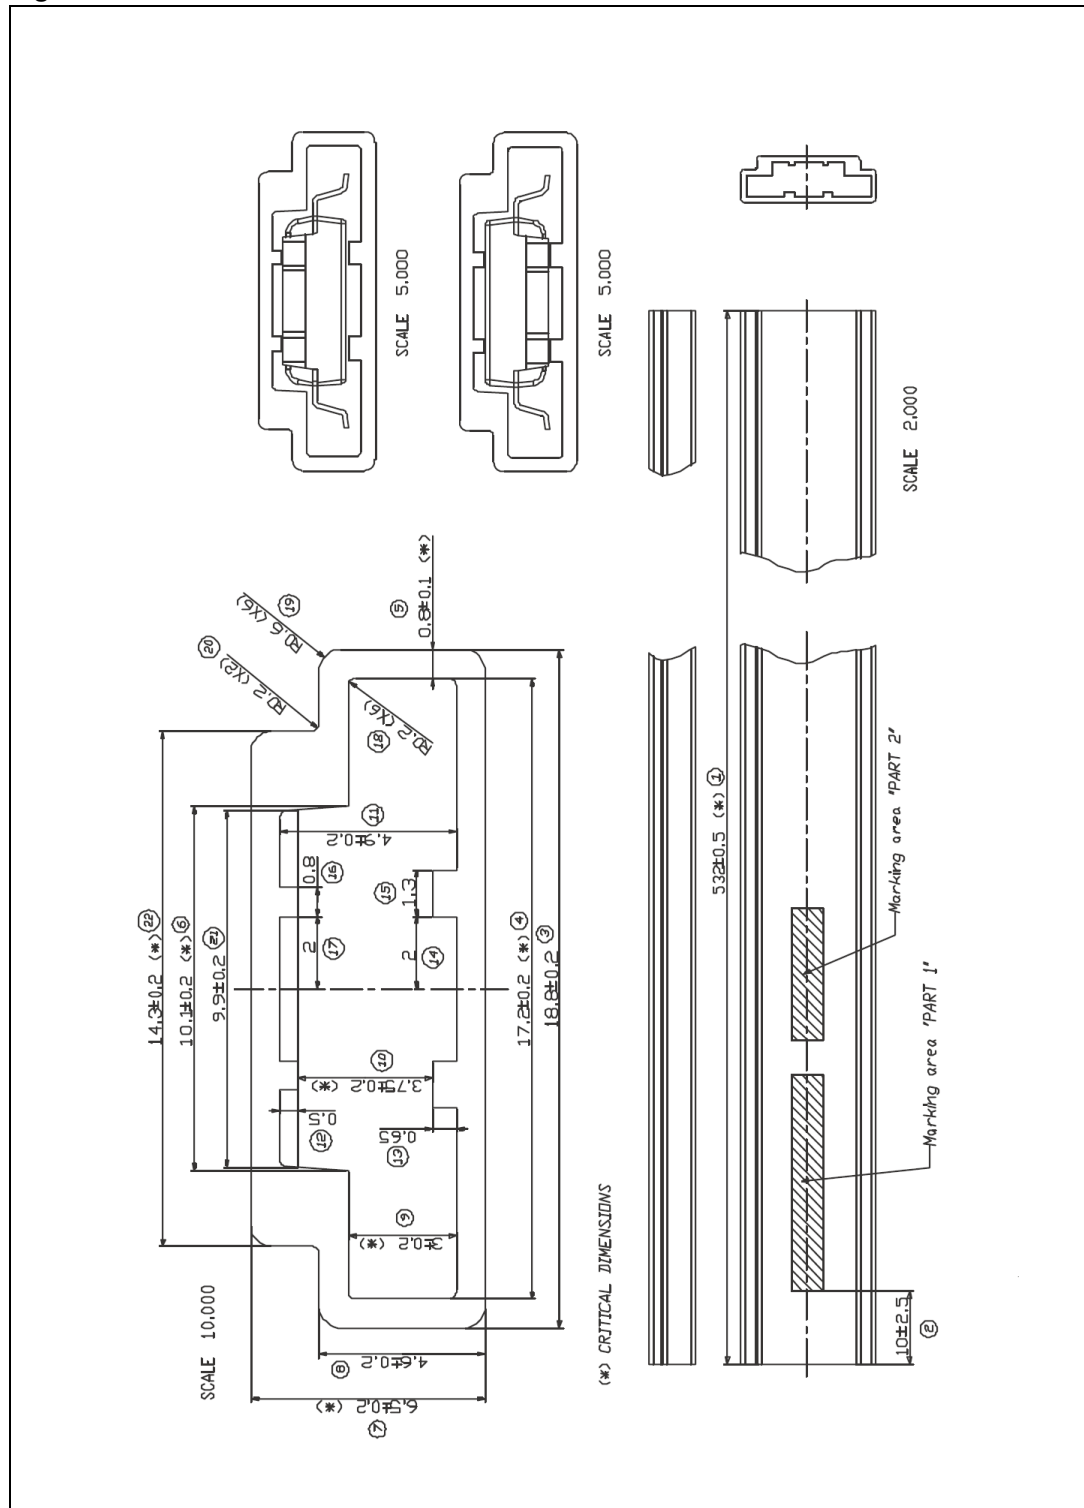 SCALE 5.000
SCALE 5.000
SCALE 2.000
R0.6 (X6) 19
R0.2 (X2) 20
R0.2 (X6) 18
0.8±0.1 (*) 5
14.3±0.2 (*) 22
10.1±0.2 (*) 6
9.9±0.2 21
4.9±0.2 11
0.8 16
1.3 15
2 17
2 14
17.2±0.2 (*) 4
18.8±0.2 3
3.75±0.2 (*) 10
0.5 12
0.65 13
3±0.2 (*) 9
4.6±0.2 8
6.5±0.2 (*) 7
SCALE 10.000
(*) CRITICAL DIMENSIONS
532±0.5 (*) 1
Marking area "PART 2"
Marking area "PART 1"
10±2.5 2